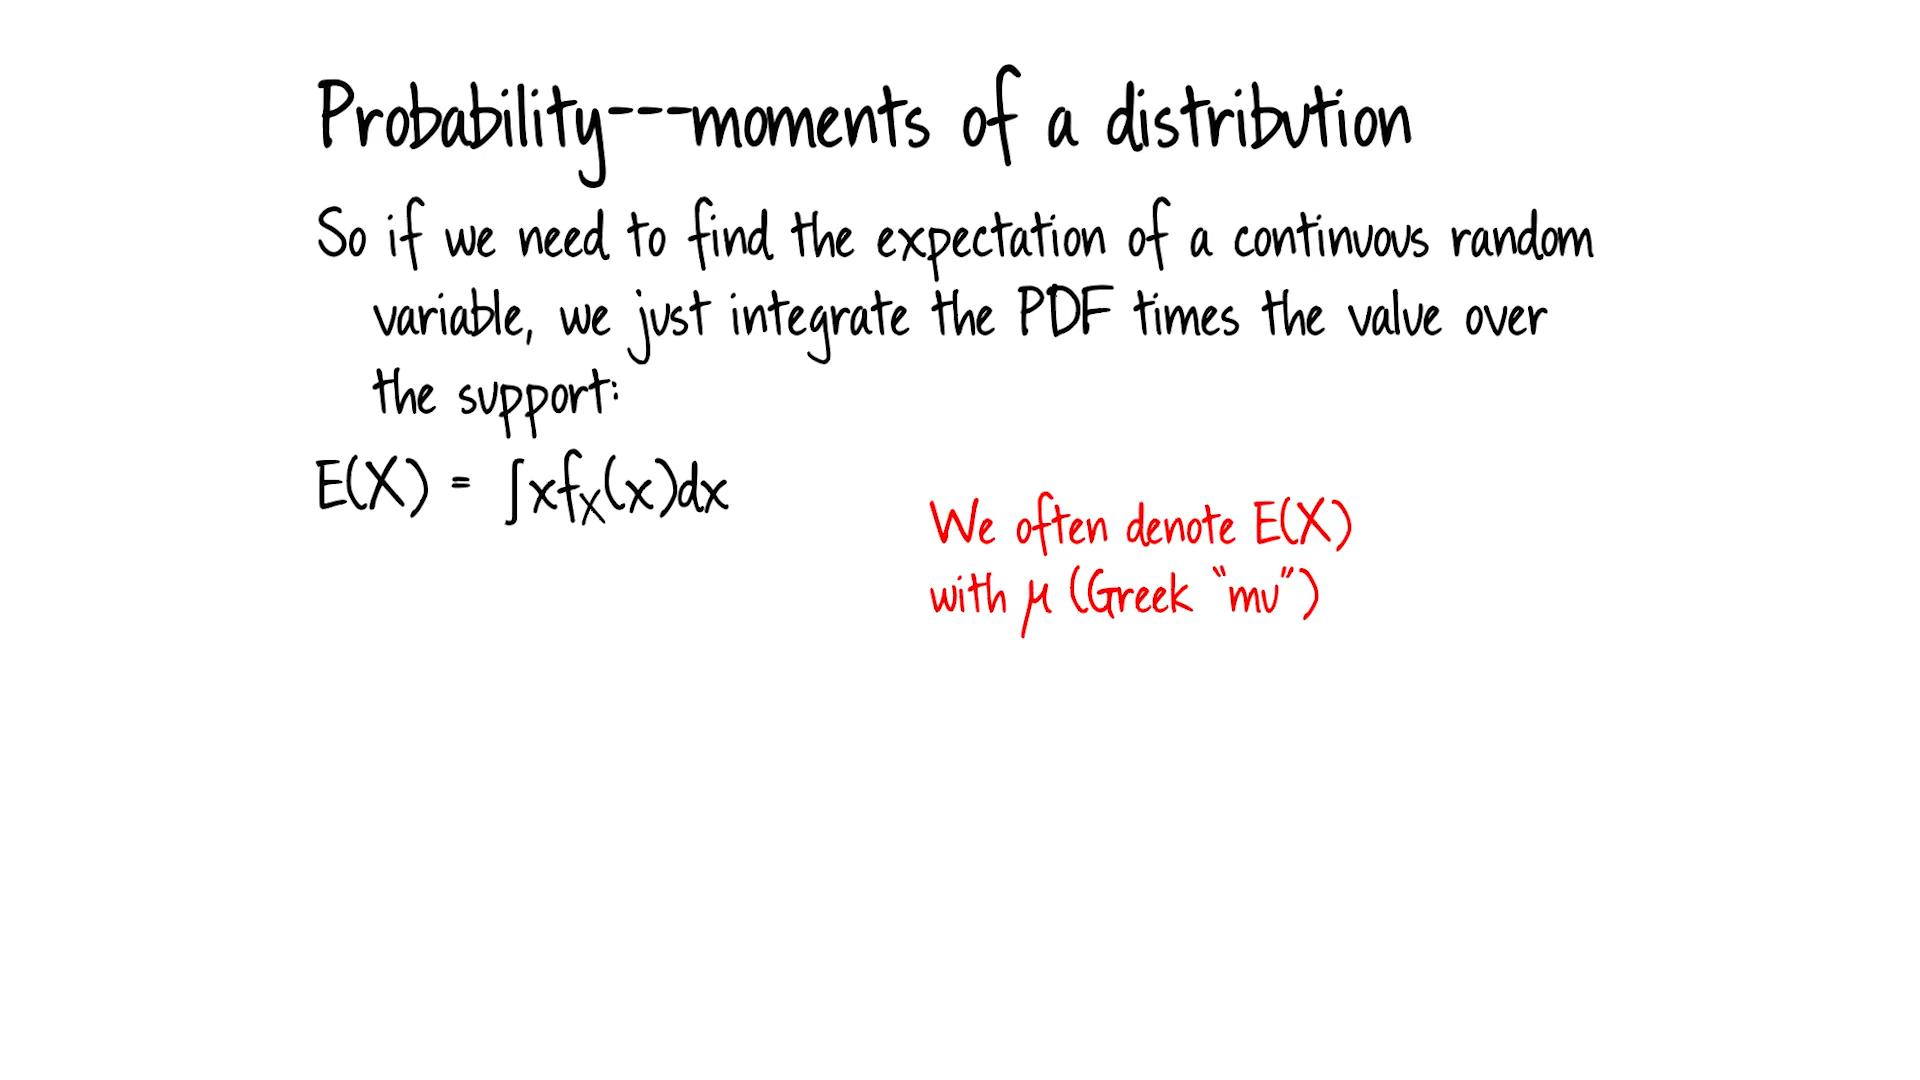 Probability---moments of a distribution
So if we need to find the expectation of a continuous random
variable, we just integrate the PDF times the value over
the support:
E(X) = ∫xfₓ(x)dx
We often denote E(X)
with μ (Greek “mu”)